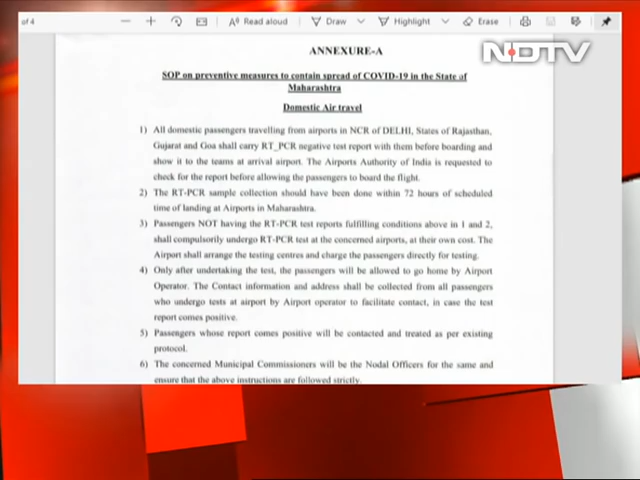 of 4
Read aloud
Draw
Highlight
Erase
NDTV
ANNEXURE-A
SOP on preventive measures to contain spread of COVID-19 in the State of
Maharashtra
Domestic Air travel
1) All domestic passengers travelling from airports in NCR of DELHI, States of Rajasthan,
Gujarat and Goa shall carry RT_PCR negative test report with them before boarding and
show it to the teams at arrival airport. The Airports Authority of India is requested to
check for the report before allowing the passengers to board the flight.
2) The RT-PCR sample collection should have been done within 72 hours of scheduled
time of landing at Airports in Maharashtra.
3) Passengers NOT having the RT-PCR test reports fulfilling conditions above in 1 and 2,
shall compulsorily undergo RT-PCR test at the concerned airports, at their own cost. The
Airport shall arrange the testing centres and charge the passengers directly for testing.
4) Only after undertaking the test, the passengers will be allowed to go home by Airport
Operator. The Contact information and address shall be collected from all passengers
who undergo tests at airport by Airport operator to facilitate contact, in case the test
report comes positive.
5) Passengers whose report comes positive will be contacted and treated as per existing
protocol.
6) The concerned Municipal Commissioners will be the Nodal Officers for the same and
ensure that the above instructions are followed strictly.